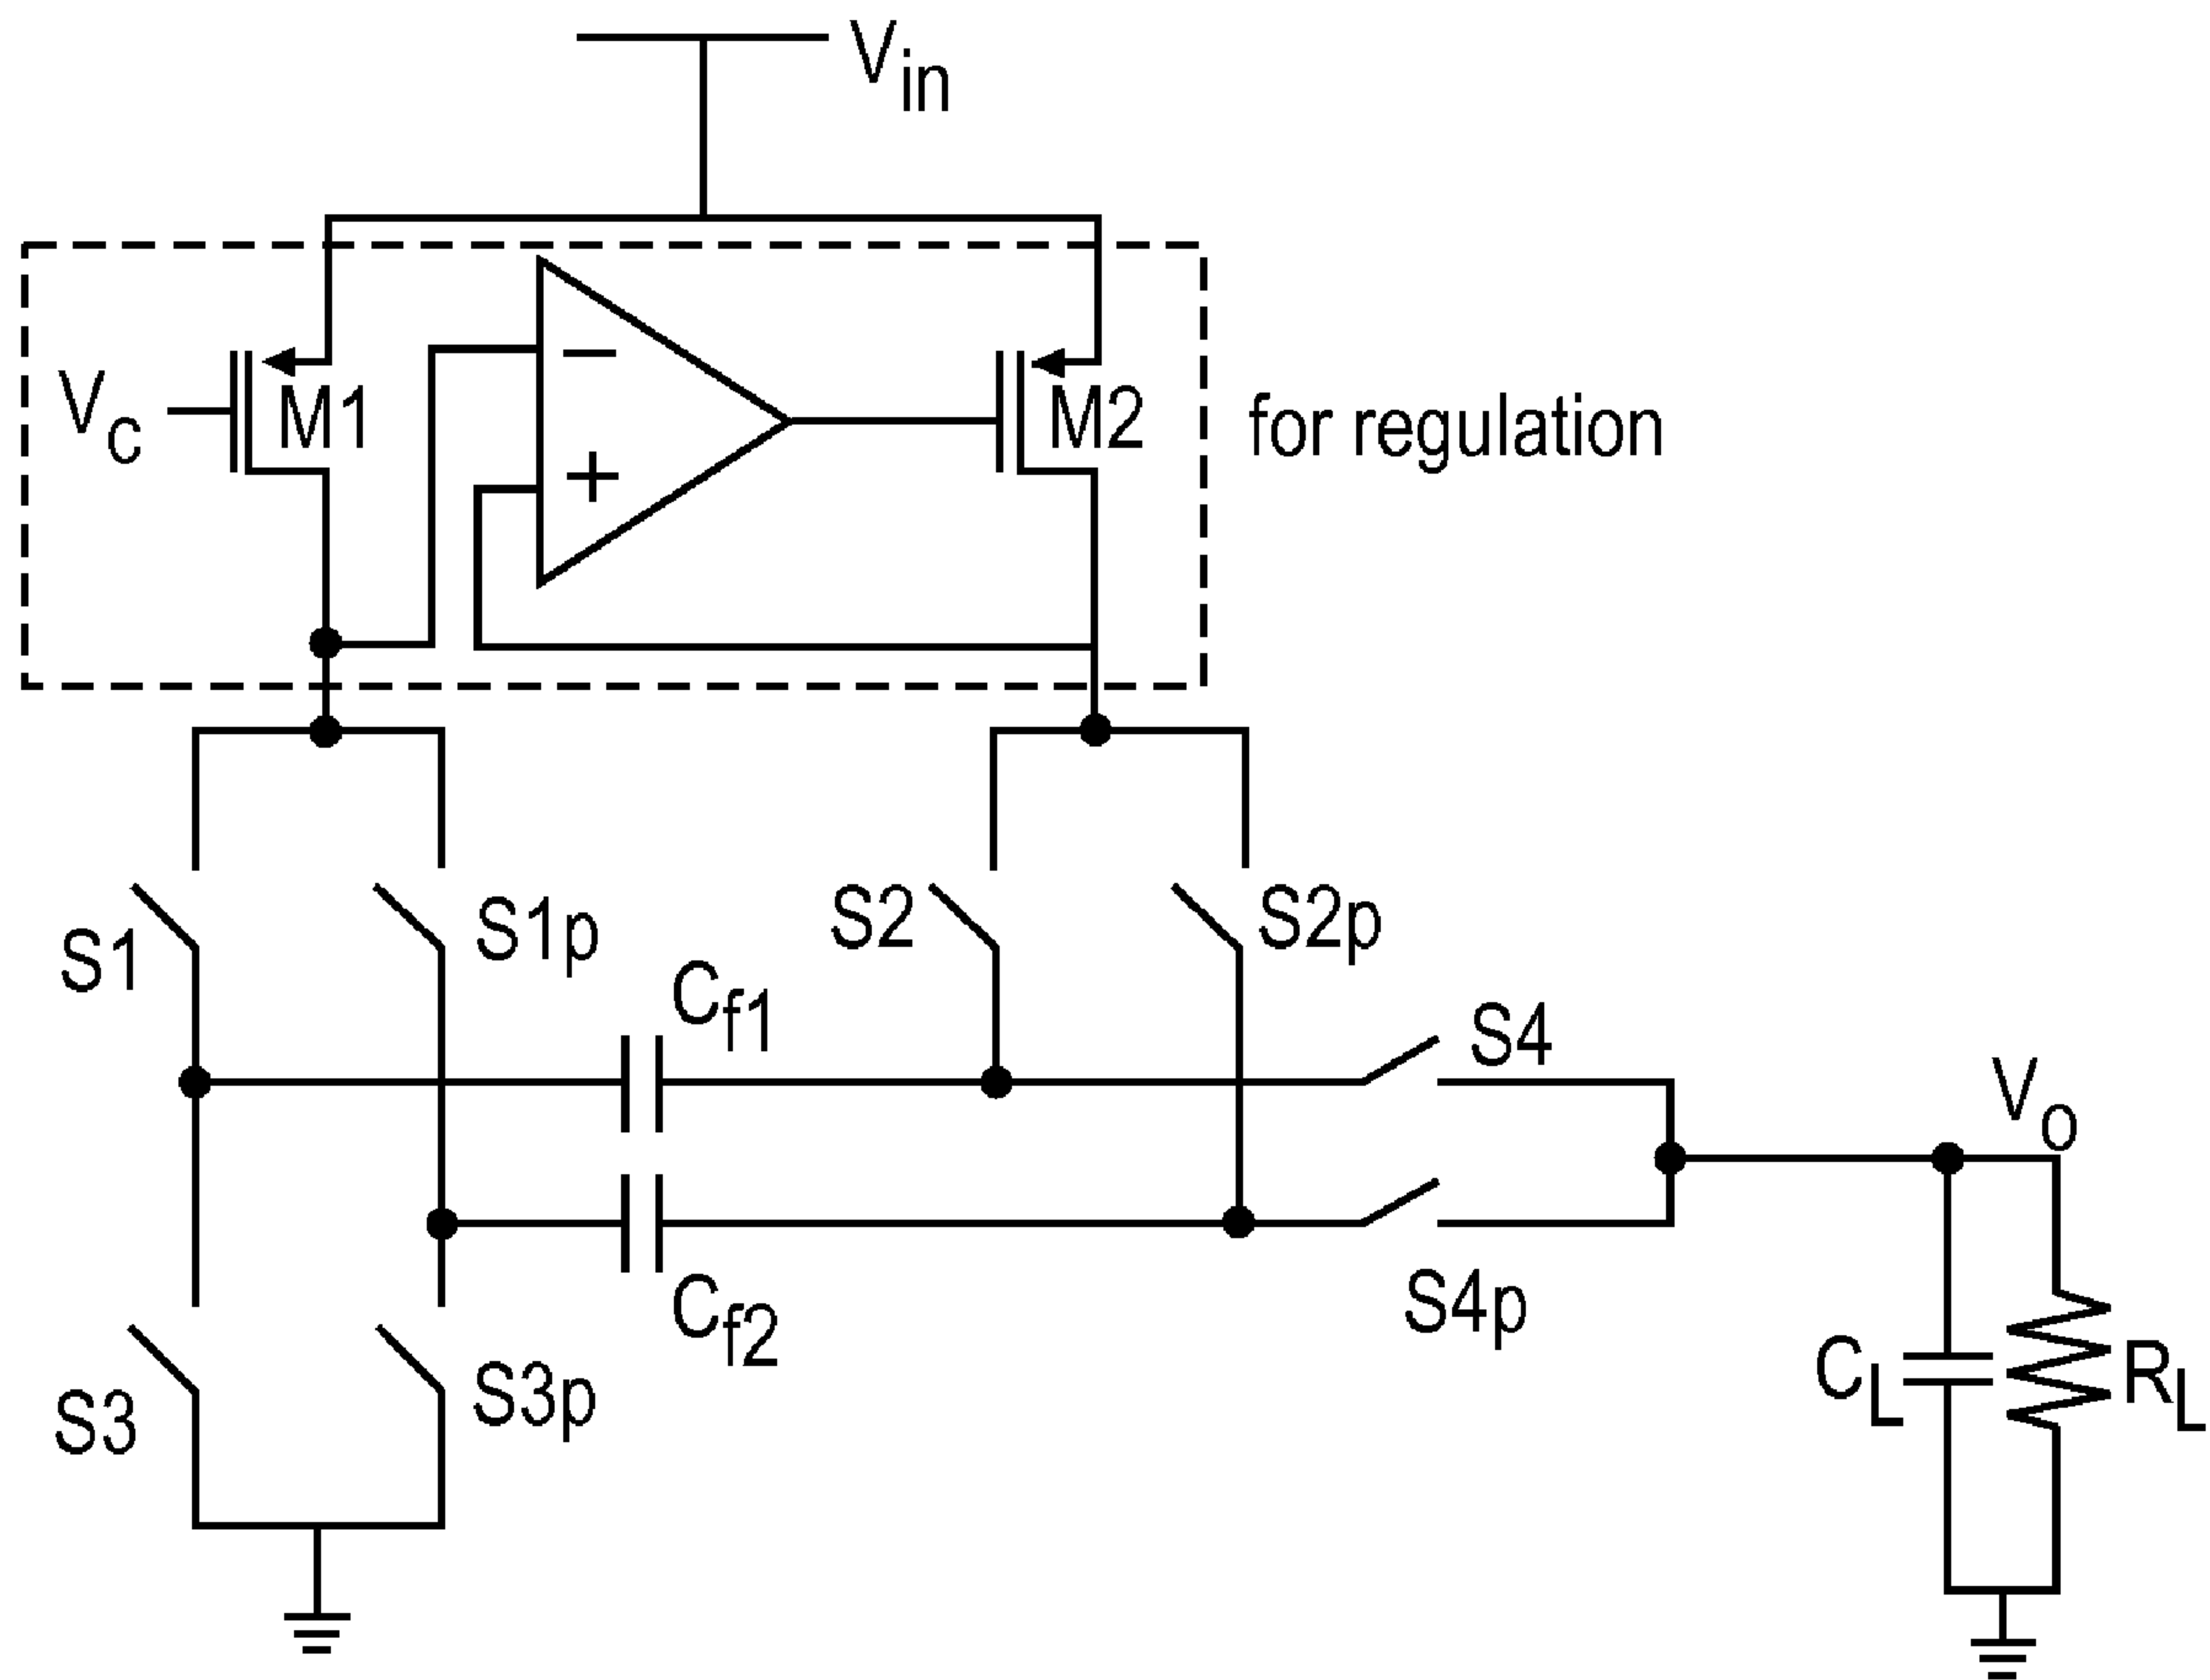 Vin
Vc
M1
−
+
M2
for regulation
S1
S1p
S2
S2p
Cf1
S4
Vo
Cf2
S4p
S3
S3p
CL
RL